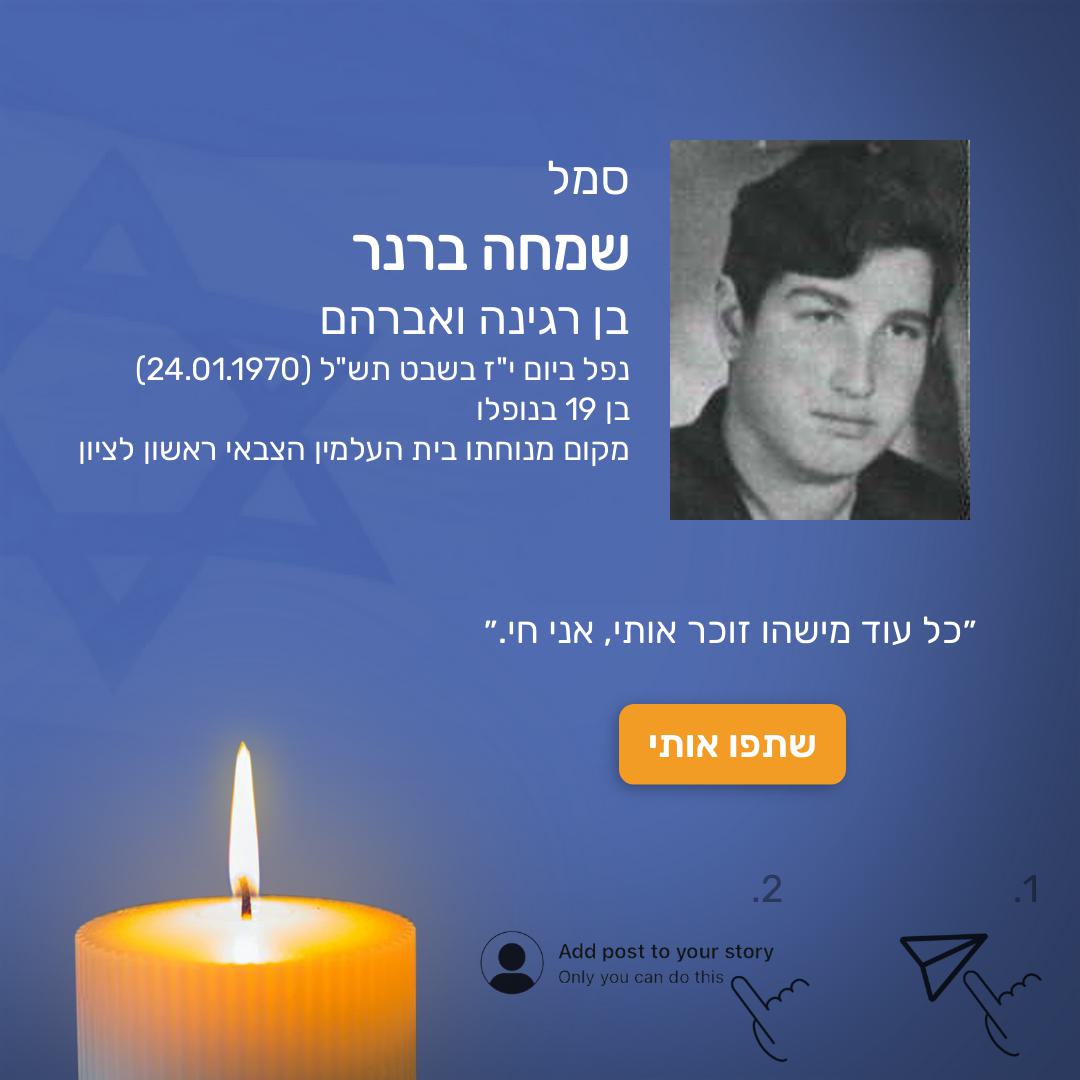 סמל
שמחה ברנר
בן רגינה ואברהם
נפל ביום י"ז בשבט תש"ל (24.01.1970)
בן 19 בנופלו
מקום מנוחתו בית העלמין הצבאי ראשון לציון
״כל עוד מישהו זוכר אותי, אני חי.״
שתפו אותי
1.
2.
Add post to your story
Only you can do this